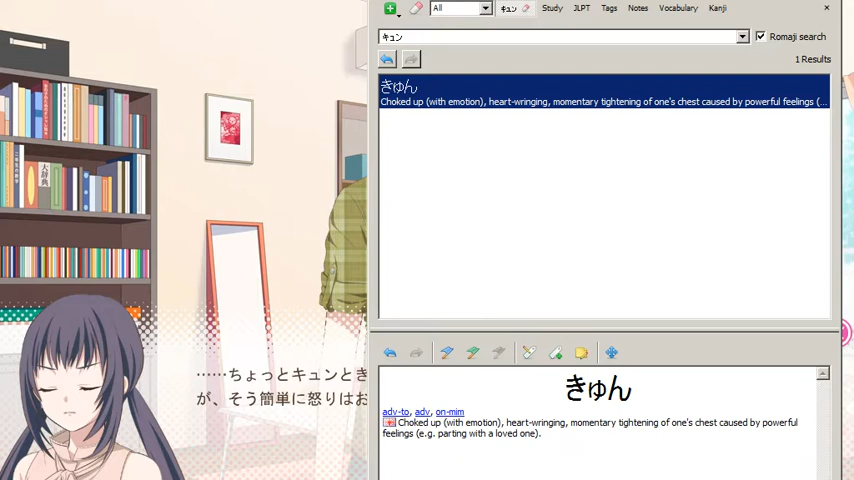 All
キュン
Study
JLPT
Tags
Notes
Vocabulary
Kanji
キュン
Romaji search
1 Results
きゅん
Choked up (with emotion), heart-wringing, momentary tightening of one's chest caused by powerful feelings (...
大辞典
……ちょっとキュンとき
が、そう簡単に怒りはお
きゅん
adv-to, adv, on-mim
Choked up (with emotion), heart-wringing, momentary tightening of one's chest caused by powerful
feelings (e.g. parting with a loved one).